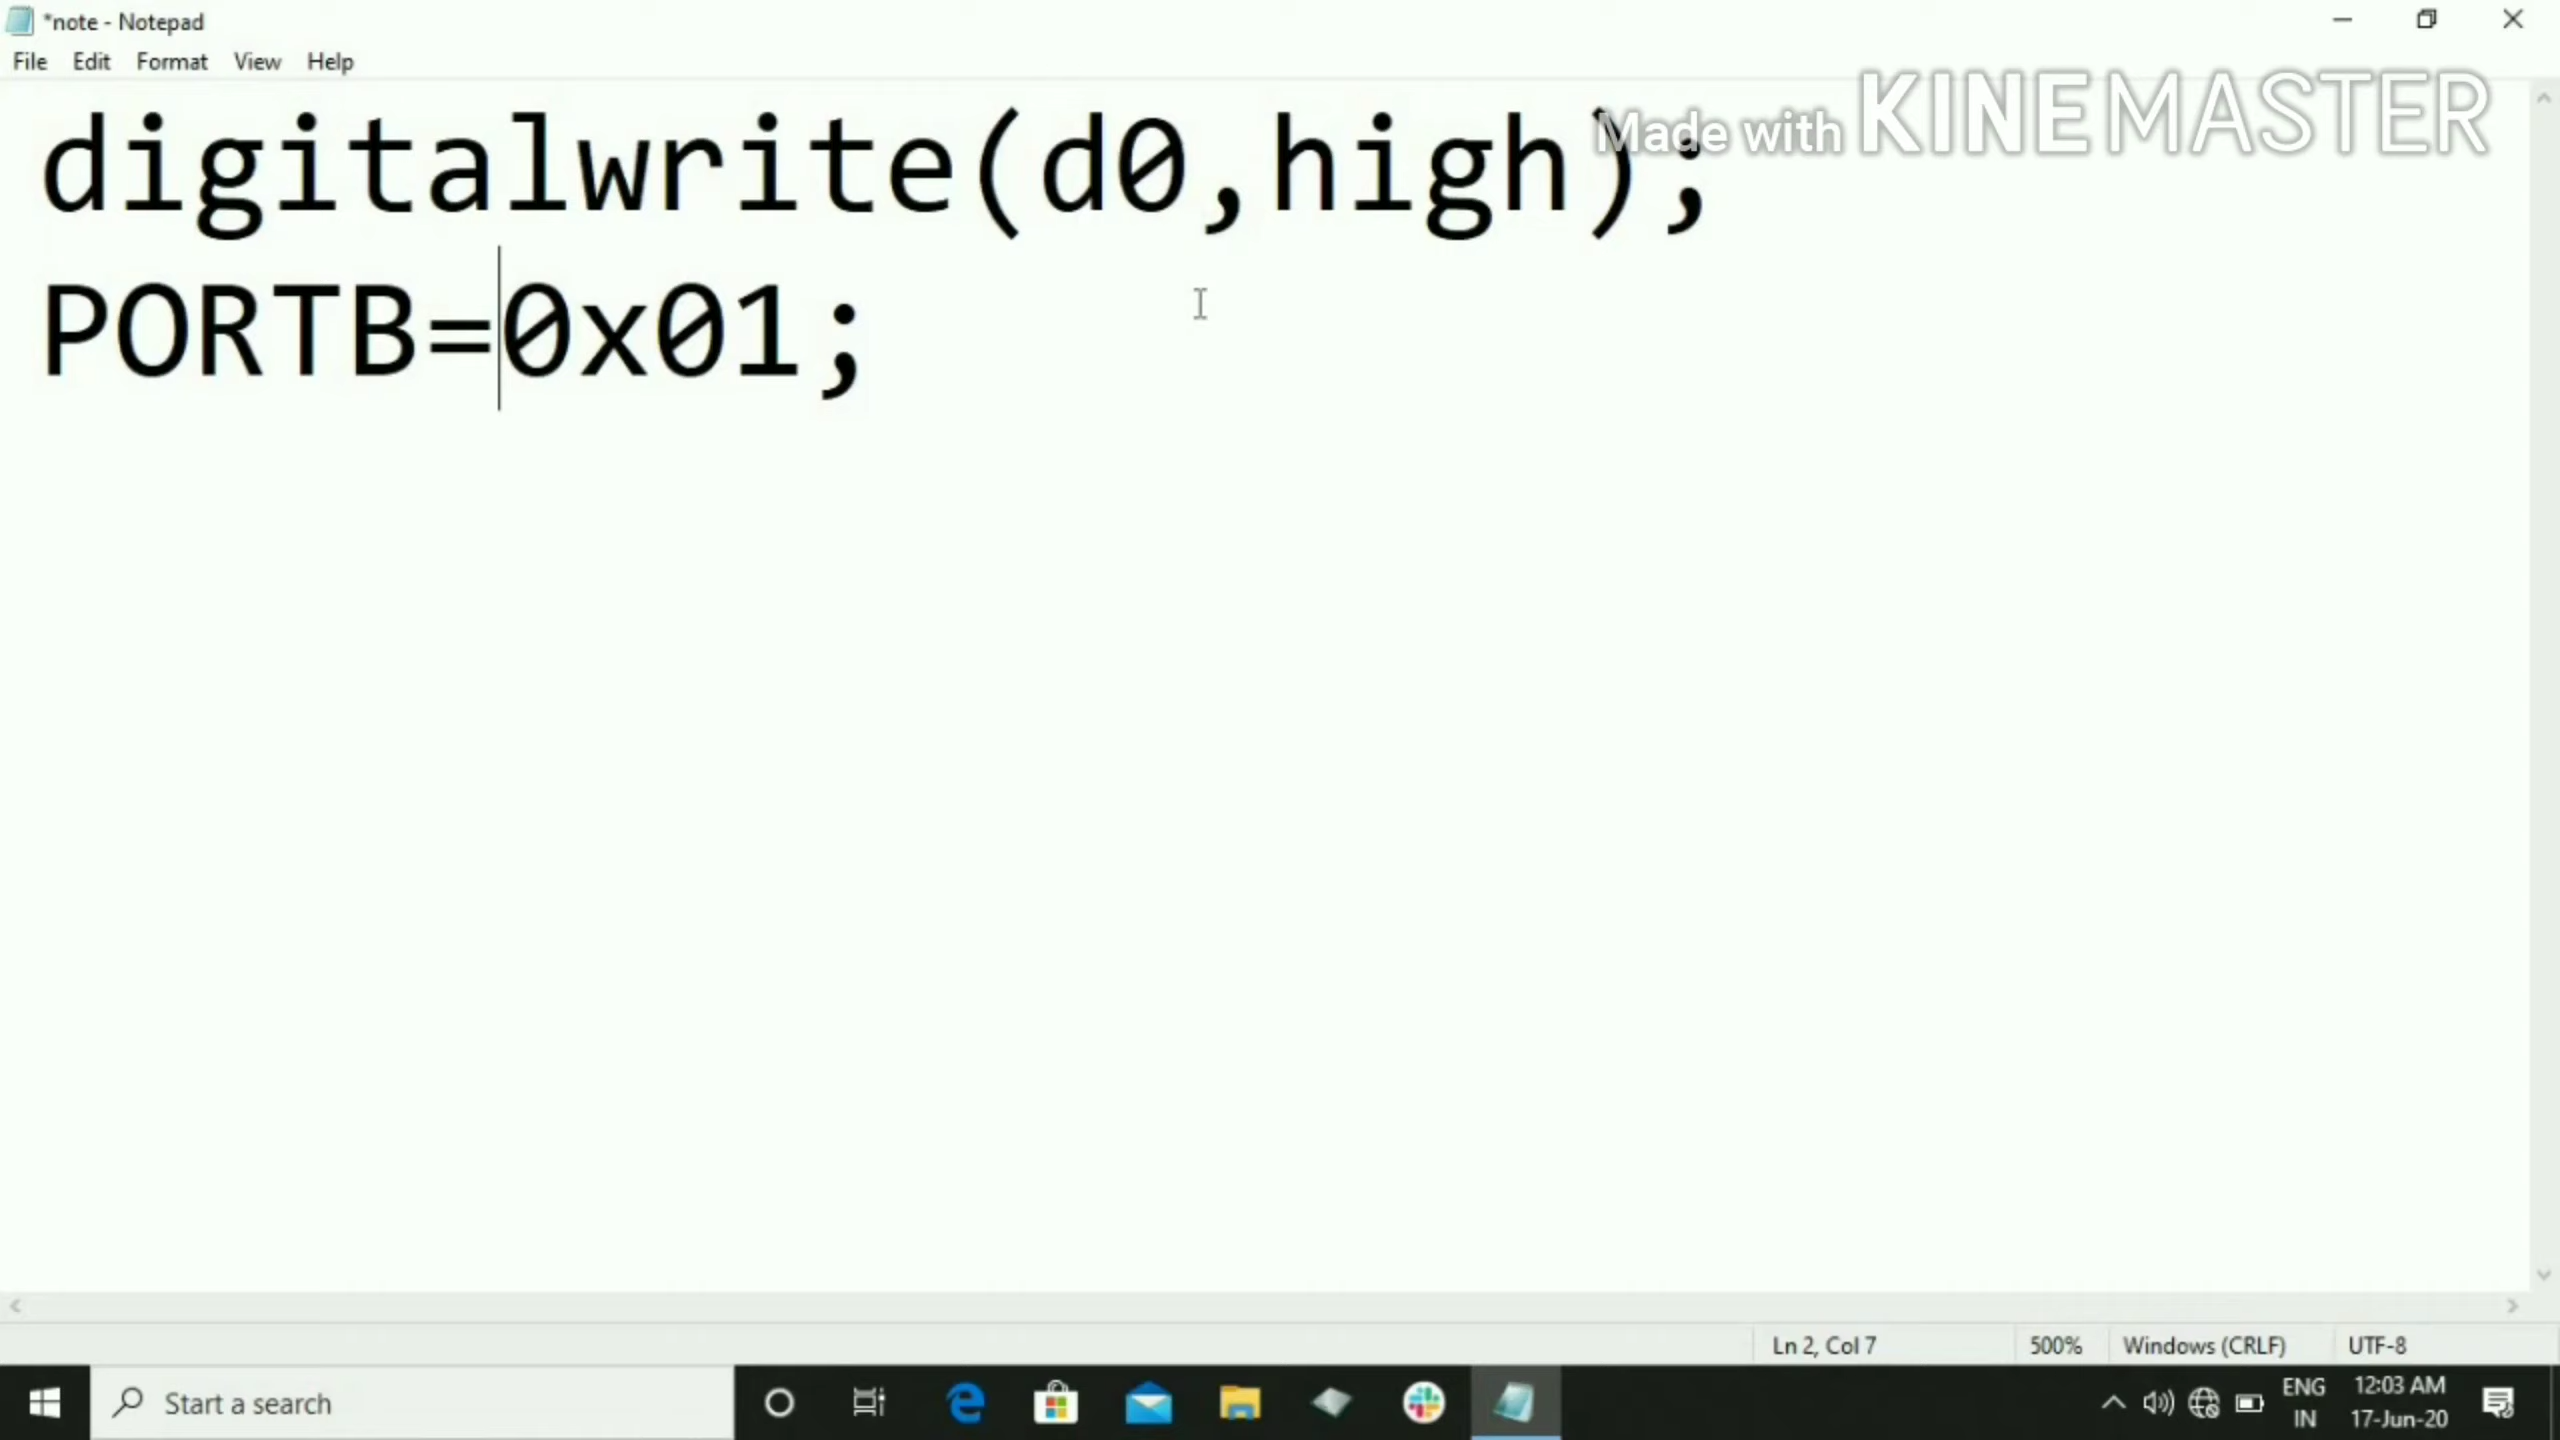 *note - Notepad
File Edit Format View Help
Made with KINEMASTER
digitalwrite(d0,high);
PORTB=0x01;
Ln 2, Col 7 500% Windows (CRLF) UTF-8
Start a search
ENG 12:03 AM
IN 17-Jun-20